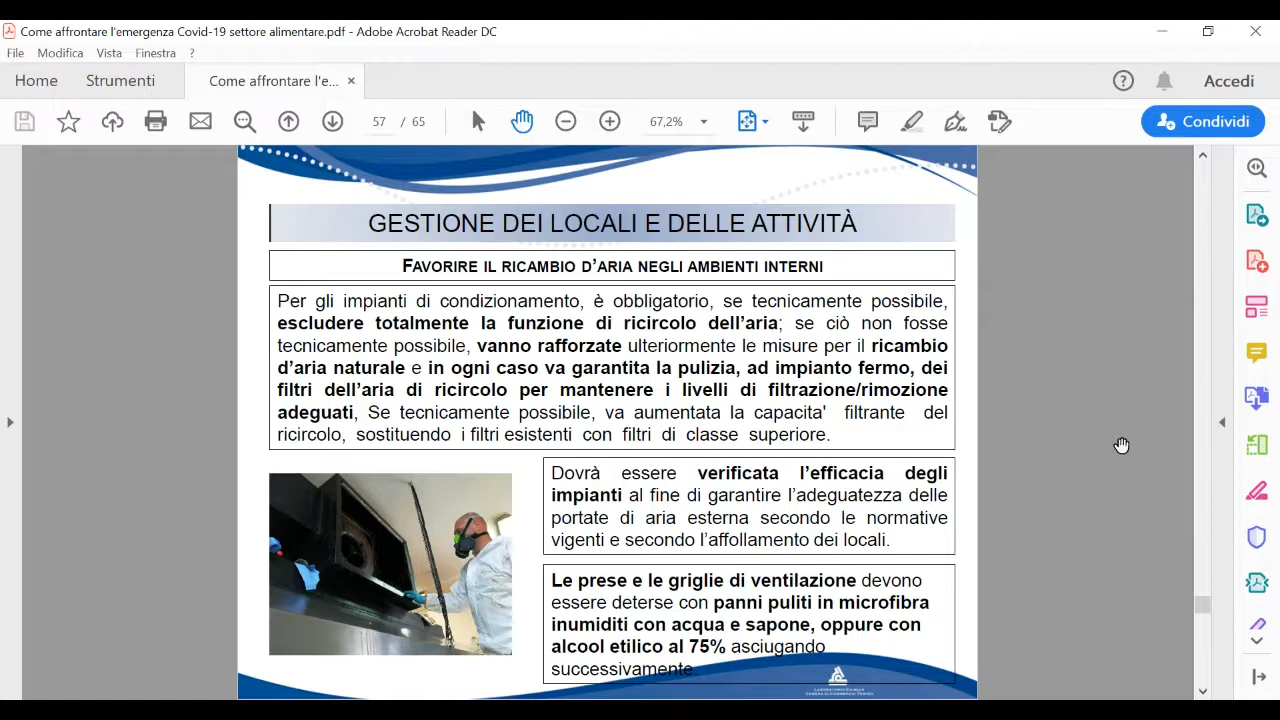 Come affrontare l'emergenza Covid-19 settore alimentare.pdf - Adobe Acrobat Reader DC
File Modifica Vista Finestra ?
Home Strumenti Come affrontare l'e... × Accedi
57 / 65 67,2% Condividi
GESTIONE DEI LOCALI E DELLE ATTIVITÀ
FAVORIRE IL RICAMBIO D'ARIA NEGLI AMBIENTI INTERNI
Per gli impianti di condizionamento, è obbligatorio, se tecnicamente possibile,
escludere totalmente la funzione di ricircolo dell'aria; se ciò non fosse
tecnicamente possibile, vanno rafforzate ulteriormente le misure per il ricambio
d'aria naturale e in ogni caso va garantita la pulizia, ad impianto fermo, dei
filtri dell'aria di ricircolo per mantenere i livelli di filtrazione/rimozione
adeguati, Se tecnicamente possibile, va aumentata la capacita' filtrante del
ricircolo, sostituendo i filtri esistenti con filtri di classe superiore.
Dovrà essere verificata l'efficacia degli
impianti al fine di garantire l'adeguatezza delle
portate di aria esterna secondo le normative
vigenti e secondo l'affollamento dei locali.
Le prese e le griglie di ventilazione devono
essere deterse con panni puliti in microfibra
inumiditi con acqua e sapone, oppure con
alcool etilico al 75% asciugando
successivamente.
LABORATORIO CHIMICO
CAMERA DI COMMERCIO TORINO